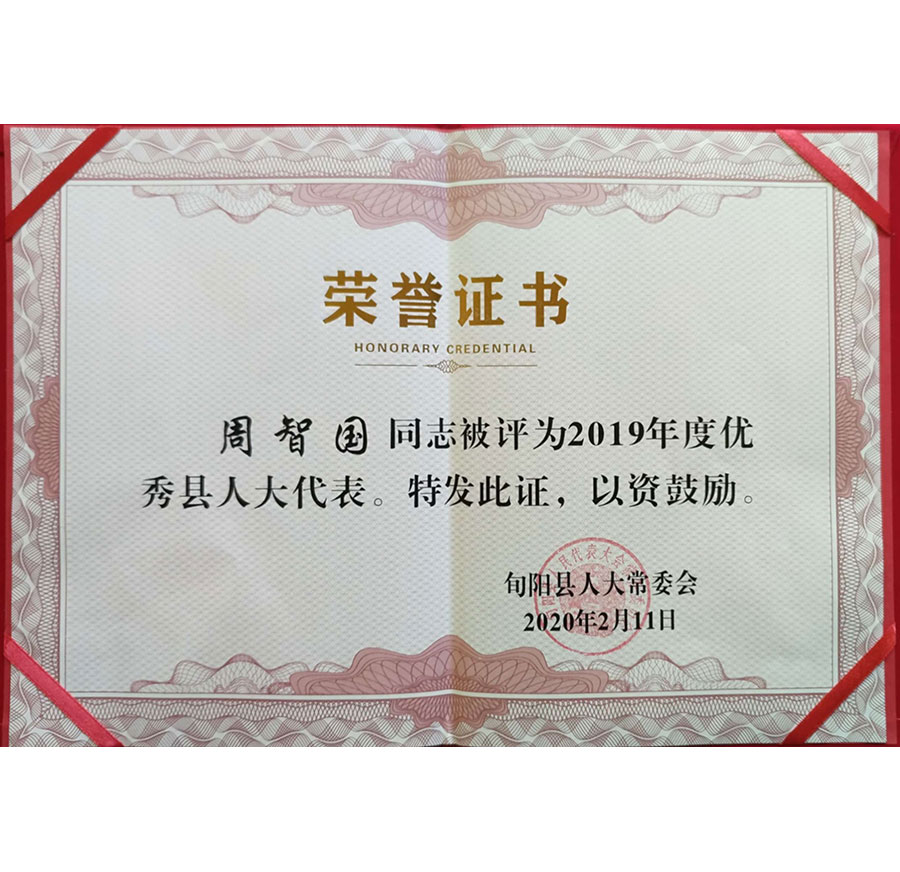 荣誉证书
HONORARY CREDENTIAL
周智国 同志被评为2019年度优
秀县人大代表。特发此证，以资鼓励。
旬阳县人大常委会
2020年2月11日